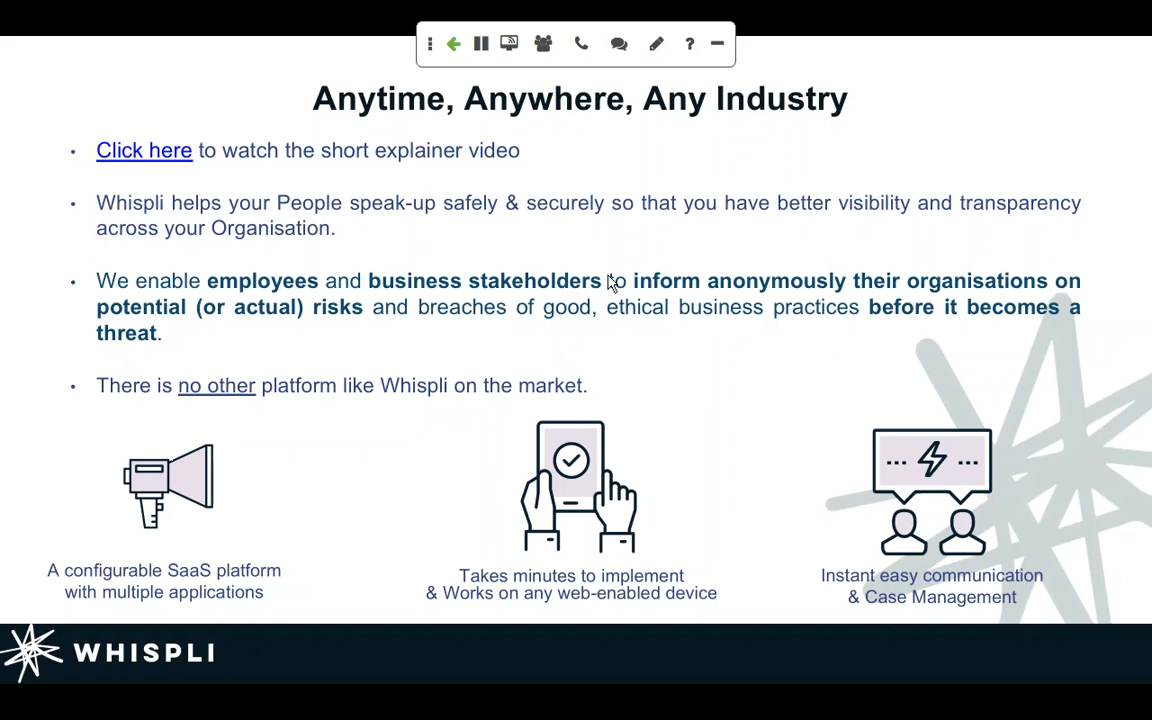 Anytime, Anywhere, Any Industry
• Click here to watch the short explainer video
• Whispli helps your People speak-up safely & securely so that you have better visibility and transparency
across your Organisation.
• We enable employees and business stakeholders to inform anonymously their organisations on
potential (or actual) risks and breaches of good, ethical business practices before it becomes a
threat.
• There is no other platform like Whispli on the market.
A configurable SaaS platform
with multiple applications
Takes minutes to implement
& Works on any web-enabled device
Instant easy communication
& Case Management
WHISPLI